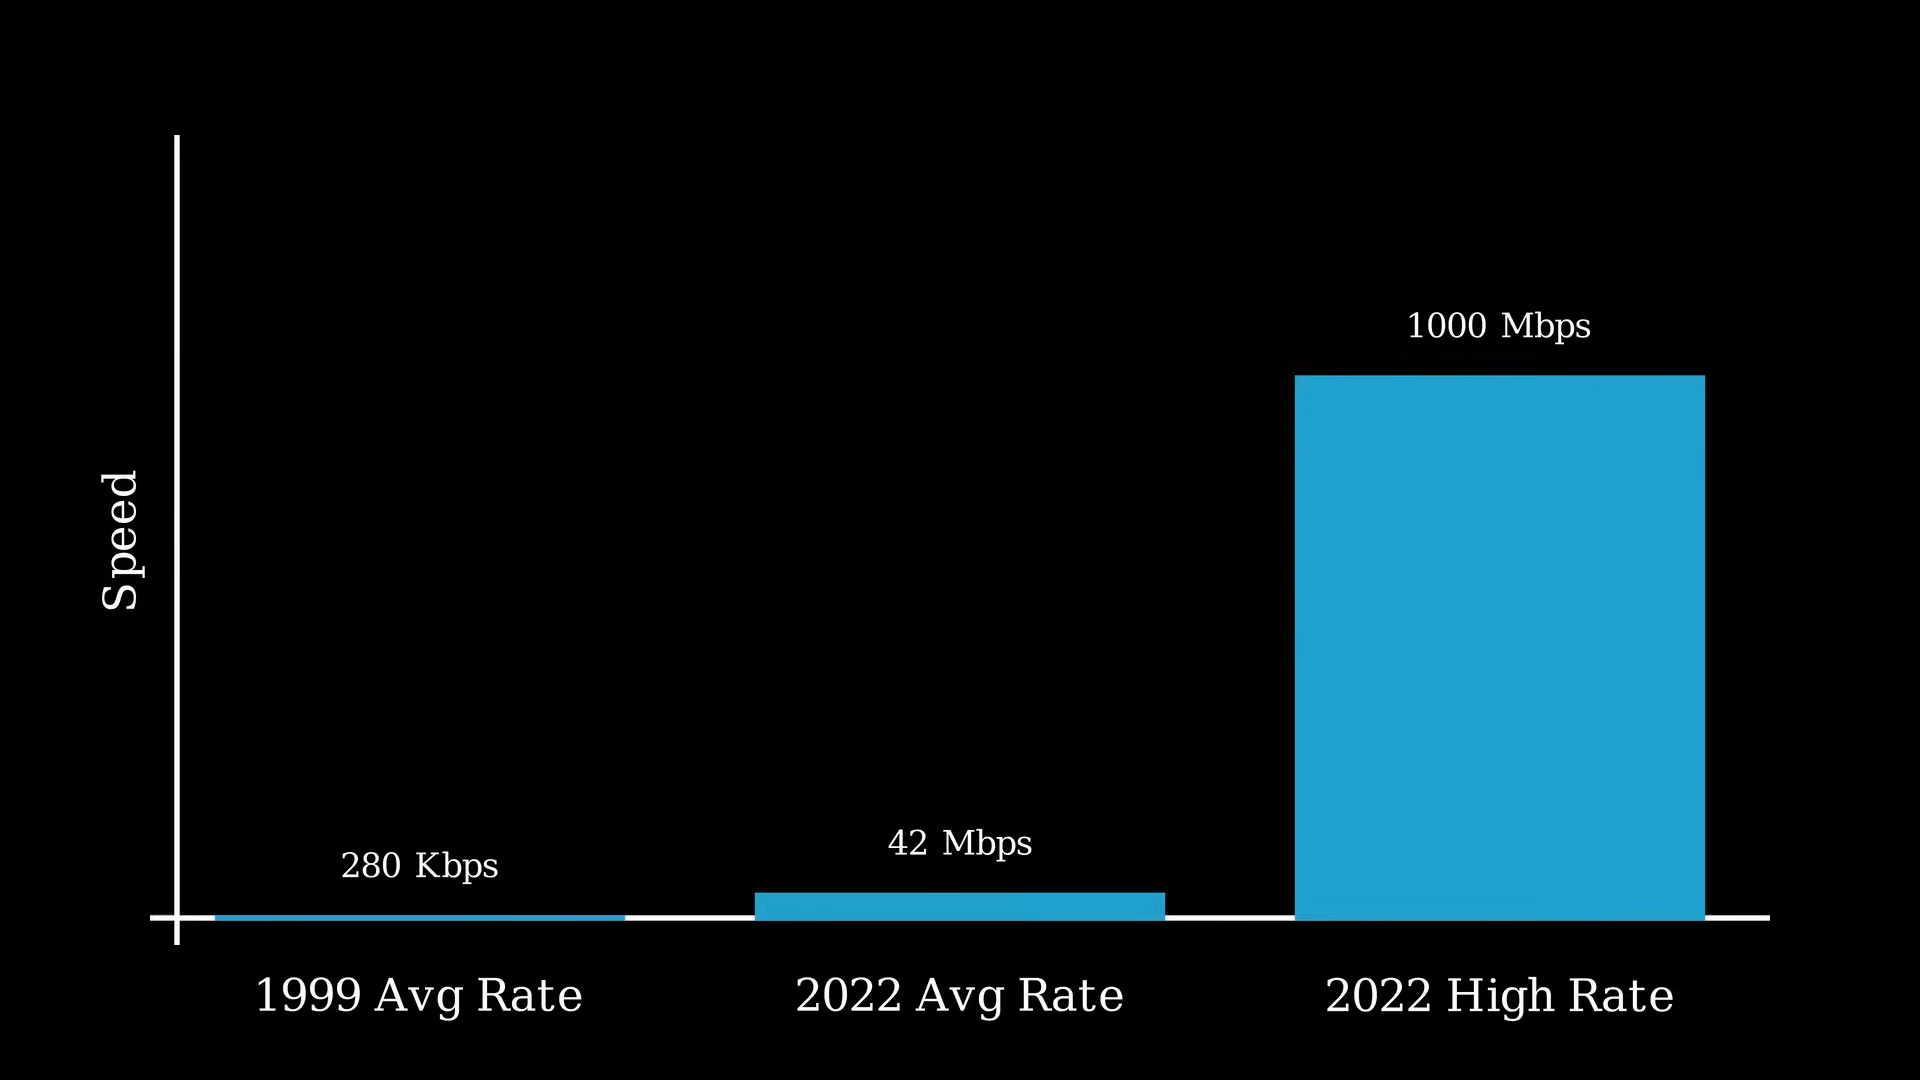 1000 Mbps
Speed
42 Mbps
280 Kbps
1999 Avg Rate
2022 Avg Rate
2022 High Rate